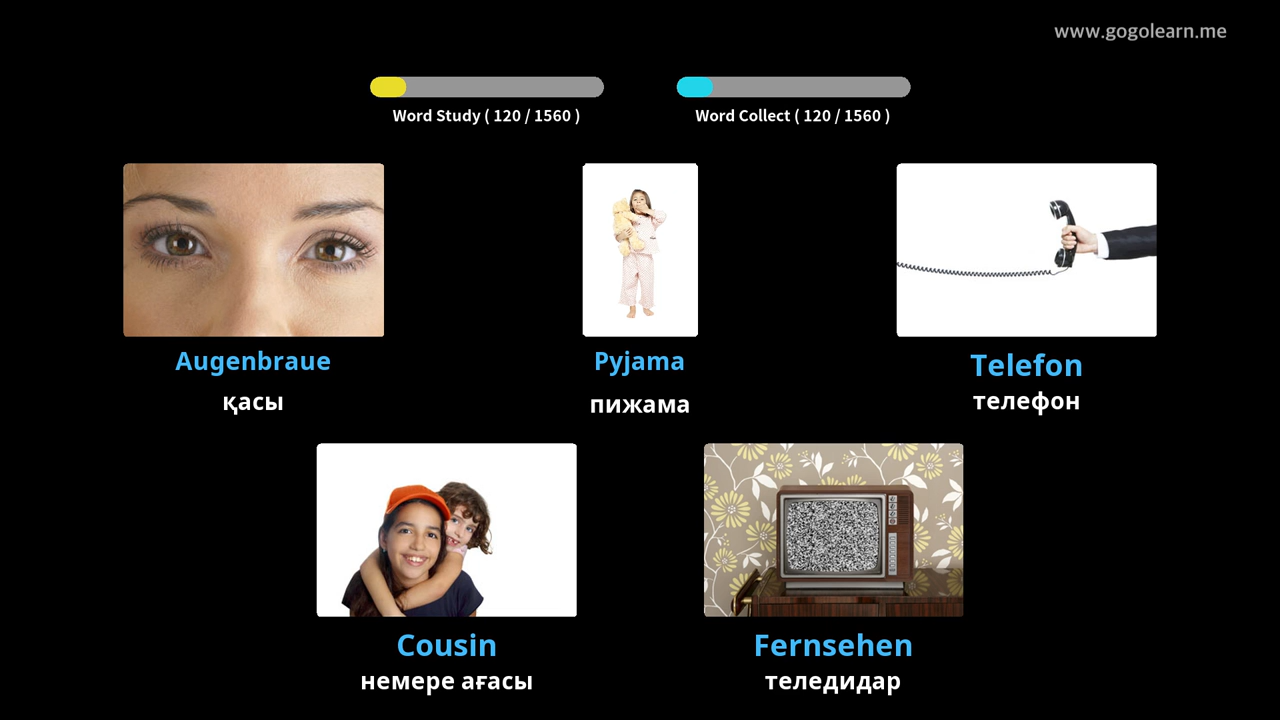 www.gogolearn.me
Word Study ( 120 / 1560 )
Word Collect ( 120 / 1560 )
Augenbraue
қасы
Pyjama
пижама
Telefon
телефон
Cousin
немере ағасы
Fernsehen
теледидар